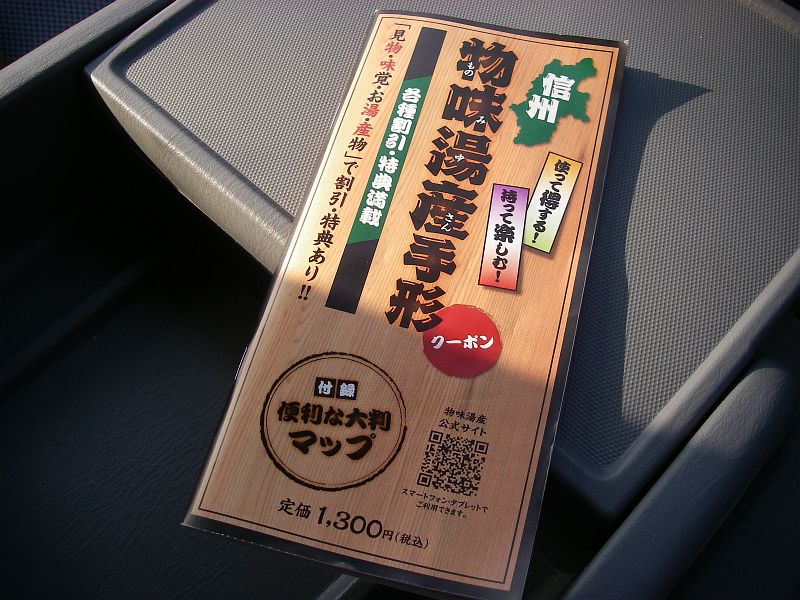 信州
物味湯産手形
もの
み
ゆ
さん
クーポン
使って得する!
持って楽しむ!
各種割引・特典満載
「見物・味覚・お湯・産物」で割引・特典あり!!
付録
便利な大判
マップ
物味湯産
公式サイト
スマートフォン・タブレットで
ご利用できます。
定価1,300円(税込)